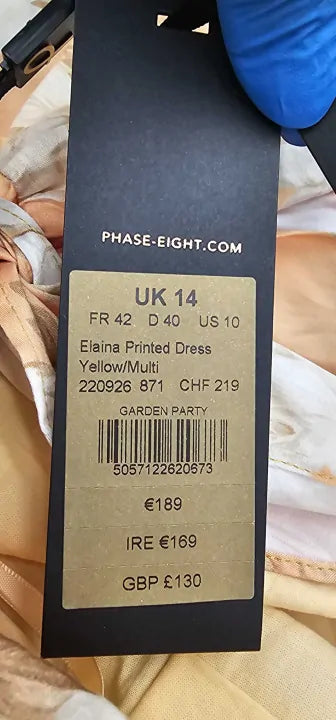 PHASE-EIGHT.COM
UK 14
FR 42 D 40 US 10
Elaina Printed Dress
Yellow/Multi
220926 871 CHF 219
GARDEN PARTY
5057122620673
€189
IRE €169
GBP £130